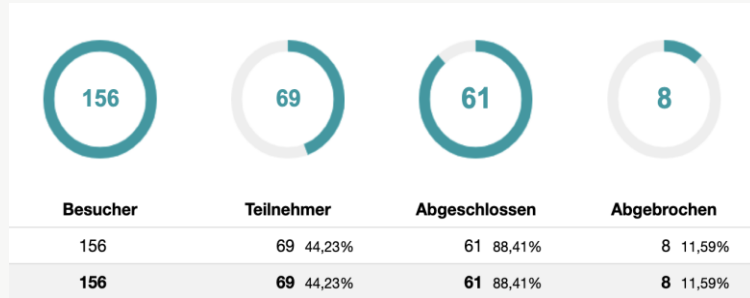 156 69 61 8
Besucher Teilnehmer Abgeschlossen Abgebrochen
156 69 44,23% 61 88,41% 8 11,59%
156 69 44,23% 61 88,41% 8 11,59%